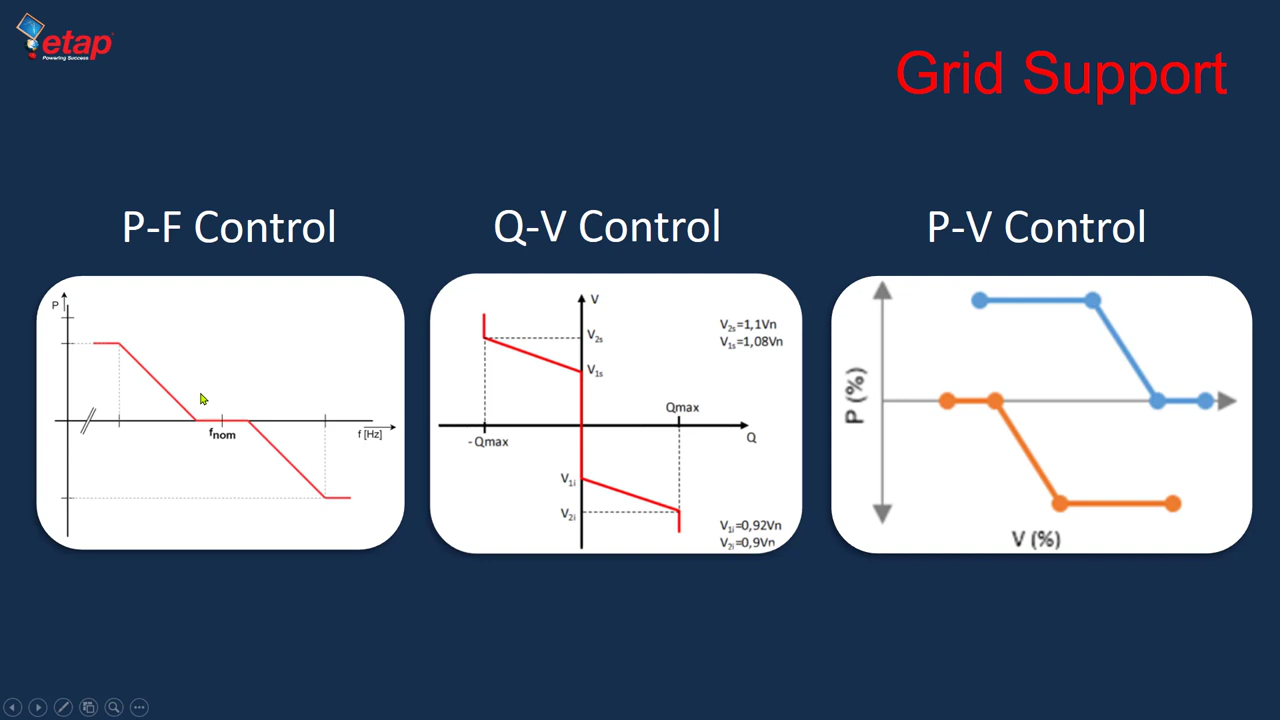 etap
Powering Success
Grid Support
P-F Control
Q-V Control
P-V Control
P
fnom
f [Hz]
V
V2s
V1s
V2s=1,1Vn
V1s=1,08Vn
Qmax
- Qmax
Q
V1i
V2i
V1i=0,92Vn
V2i=0,9Vn
P (%)
V (%)